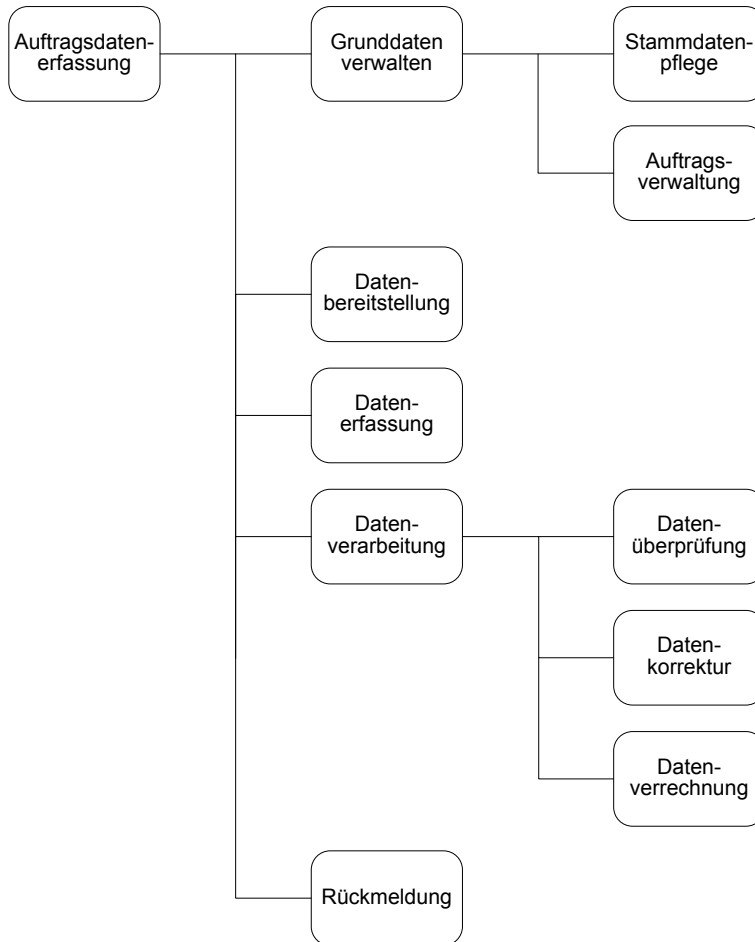 Auftragsdaten-
erfassung
Grunddaten
verwalten
Stammdaten-
pflege
Auftrags-
verwaltung
Daten-
bereitstellung
Daten-
erfassung
Daten-
verarbeitung
Daten-
überprüfung
Daten-
korrektur
Daten-
verrechnung
Rückmeldung